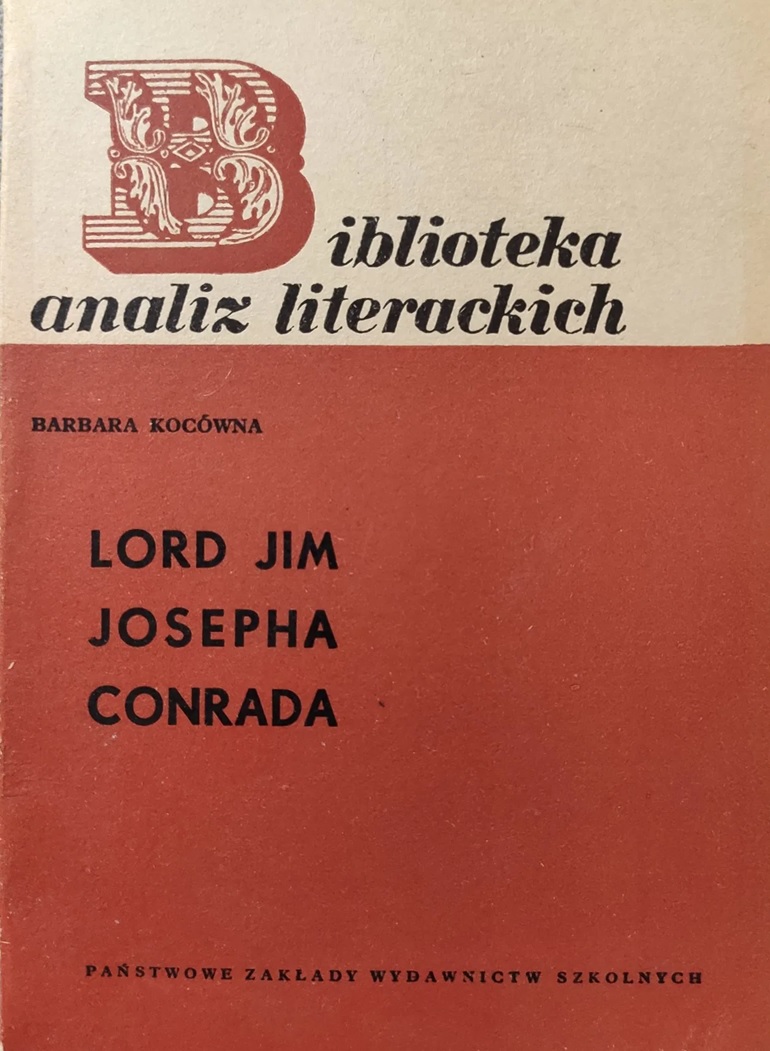 Biblioteka
analiz literackich
BARBARA KOCÓWNA
LORD JIM
JOSEPHA
CONRADA
PAŃSTWOWE ZAKŁADY WYDAWNICTW SZKOLNYCH